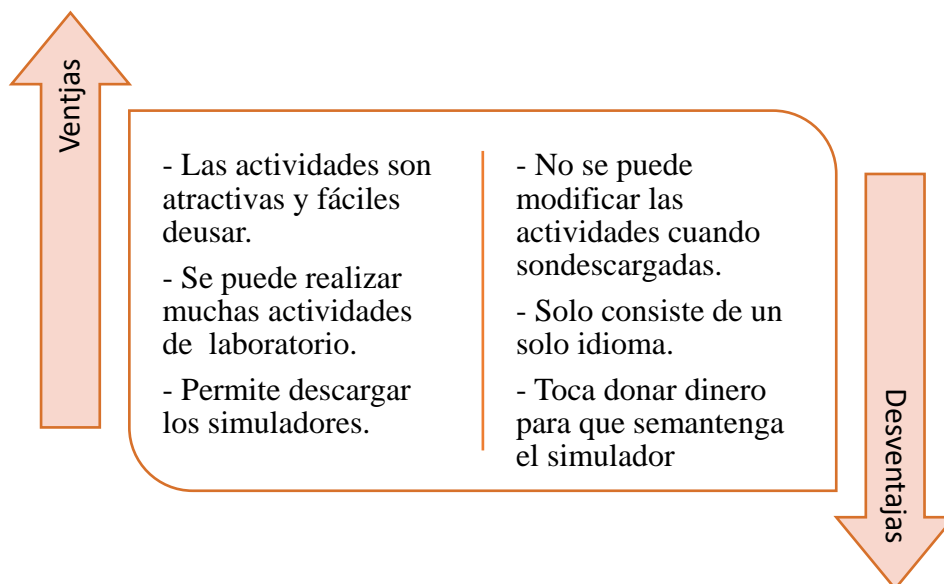 Ventjas
- Las actividades son
atractivas y fáciles
deusar.
- Se puede realizar
muchas actividades
de laboratorio.
- Permite descargar
los simuladores.
- No se puede
modificar las
actividades cuando
sondescargadas.
- Solo consiste de un
solo idioma.
- Toca donar dinero
para que semantenga
el simulador
Desventajas